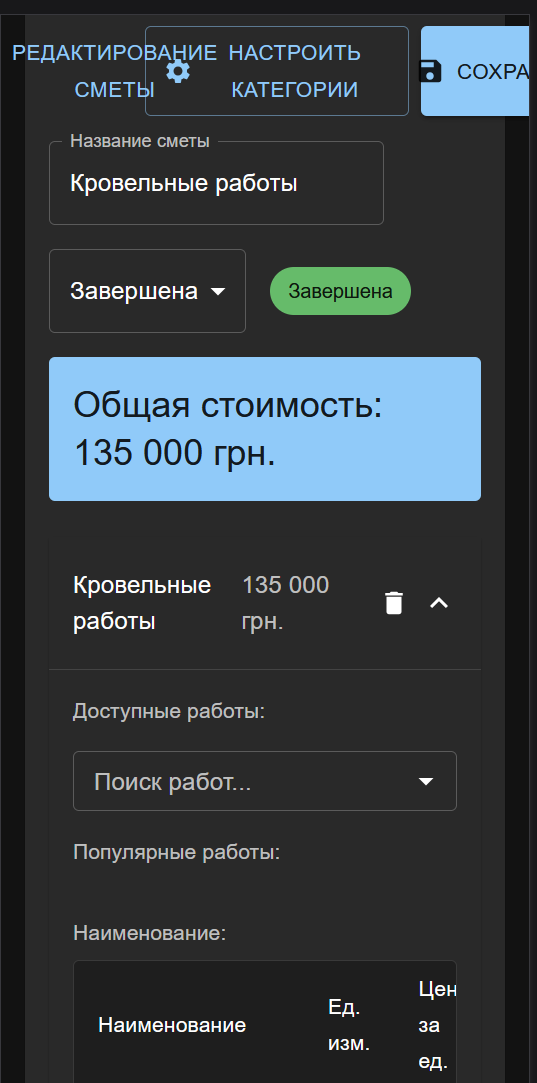 РЕДАКТИРОВАНИЕ
СМЕТЫ
НАСТРОИТЬ
КАТЕГОРИИ
СОХРА
Название сметы
Кровельные работы
Завершена
Завершена
Общая стоимость:
135 000 грн.
Кровельные
работы
135 000
грн.
Доступные работы:
Поиск работ...
Популярные работы:
Наименование:
Наименование
Ед.
изм.
Цен
за
ед.